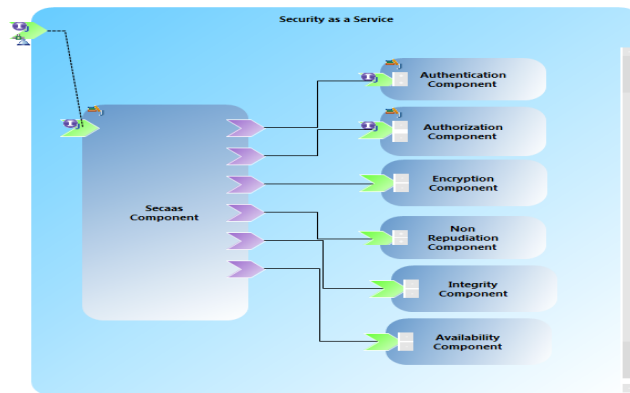 Security as a Service
Authentication
Component
Authorization
Component
Encryption
Component
Secaas
Component
Non
Repudiation
Component
Integrity
Component
Availability
Component